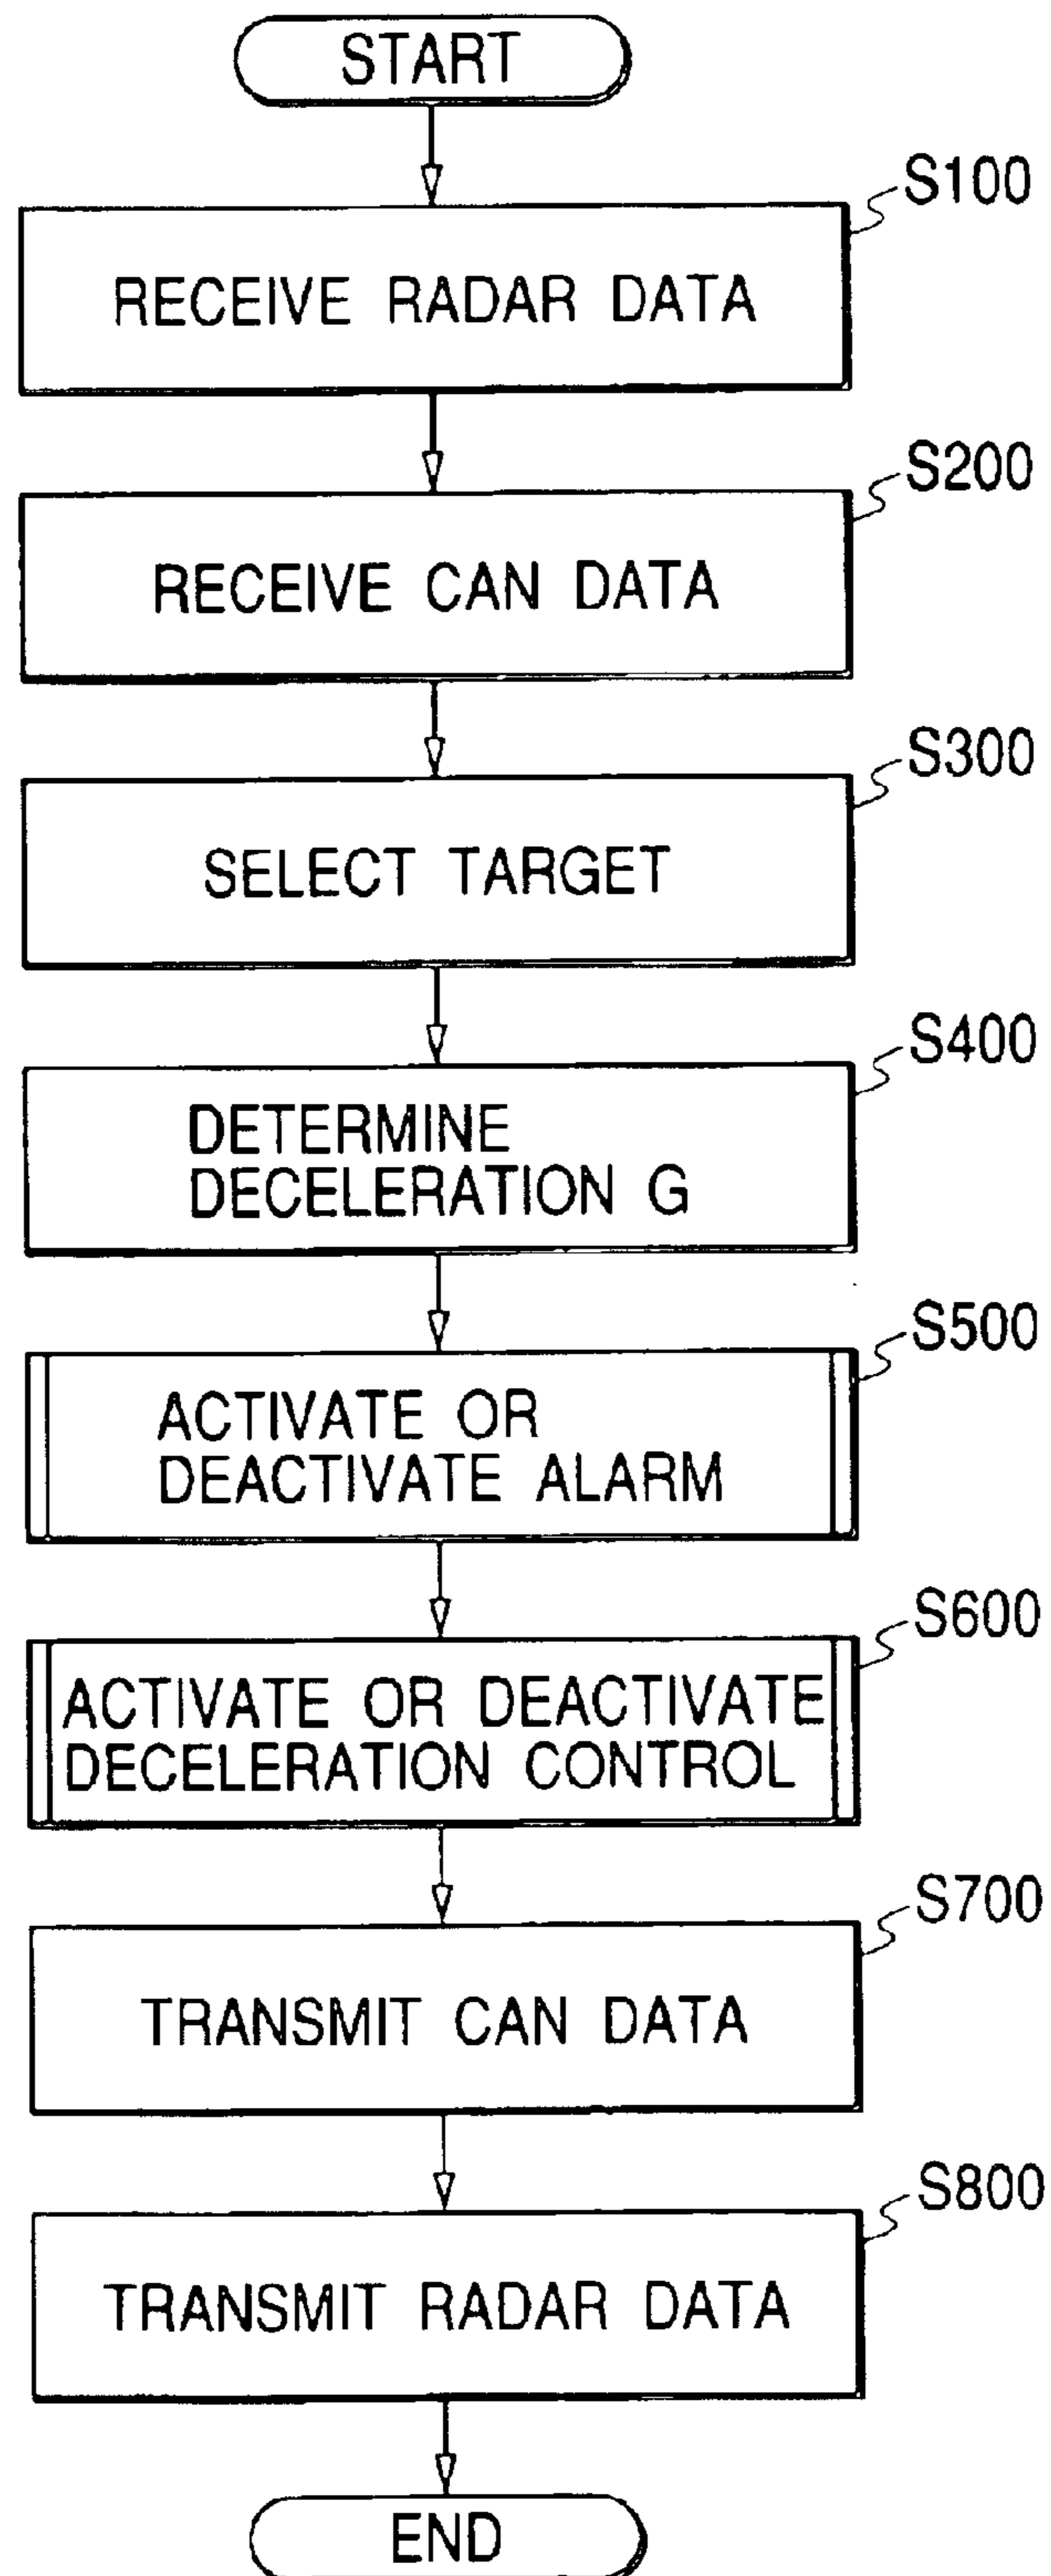 START
S100
RECEIVE RADAR DATA
S200
RECEIVE CAN DATA
S300
SELECT TARGET
S400
DETERMINE
DECELERATION G
S500
ACTIVATE OR
DEACTIVATE ALARM
S600
ACTIVATE OR DEACTIVATE
DECELERATION CONTROL
S700
TRANSMIT CAN DATA
S800
TRANSMIT RADAR DATA
END